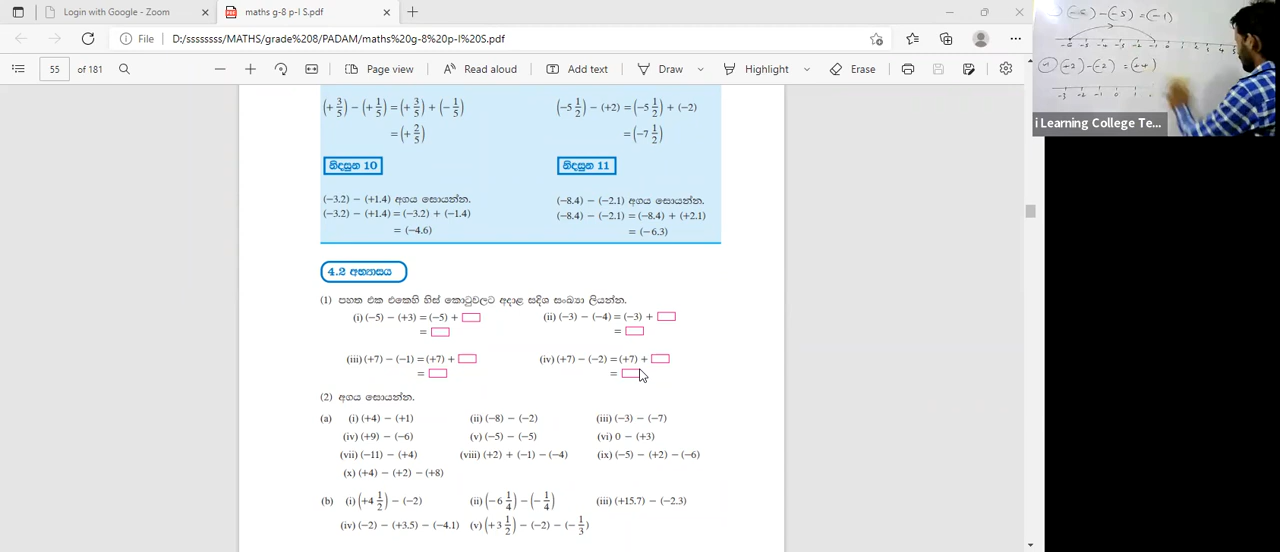 Login with Google - Zoom
maths g-8 p-I S.pdf
File
D:/sssssssss/MATHS/grade%208/PADAM/maths%20g-8%20p-I%20S.pdf
55 of 181
Page view
Read aloud
Add text
Draw
Highlight
Erase
(-5) - (-5) = (-1)
(+2) - (-2) = (+4)
i Learning College Te...
(+ 3/5) - (+ 1/5) = (+ 3/5) + (- 1/5)
= (+ 2/5)
(-5 1/2) - (+2) = (-5 1/2) + (-2)
= (-7 1/2)
නිදසුන 10
නිදසුන 11
(-3.2) - (+1.4) අගය සොයන්න.
(-3.2) - (+1.4) = (-3.2) + (-1.4)
= (-4.6)
(-8.4) - (-2.1) අගය සොයන්න.
(-8.4) - (-2.1) = (-8.4) + (+2.1)
= (-6.3)
4.2 අභ්‍යාසය
(1) පහත එක එකෙහි හිස් කොටුවලට අදාළ සදිශ සංඛ්‍යා ලියන්න.
(i) (-5) - (+3) = (-5) +
=
(ii) (-3) - (-4) = (-3) +
=
(iii) (+7) - (-1) = (+7) +
=
(iv) (+7) - (-2) = (+7) +
=
(2) අගය සොයන්න.
(a) (i) (+4) - (+1) (ii) (-8) - (-2) (iii) (-3) - (-7)
(iv) (+9) - (-6) (v) (-5) - (-5) (vi) 0 - (+3)
(vii) (-11) - (+4) (viii) (+2) + (-1) - (-4) (ix) (-5) - (+2) - (-6)
(x) (+4) - (+2) - (+8)
(b) (i) (+4 1/2) - (-2) (ii) (-6 1/4) - (- 1/4) (iii) (+15.7) - (-2.3)
(iv) (-2) - (+3.5) - (-4.1) (v) (+3 1/2) - (-2) - (- 1/3)